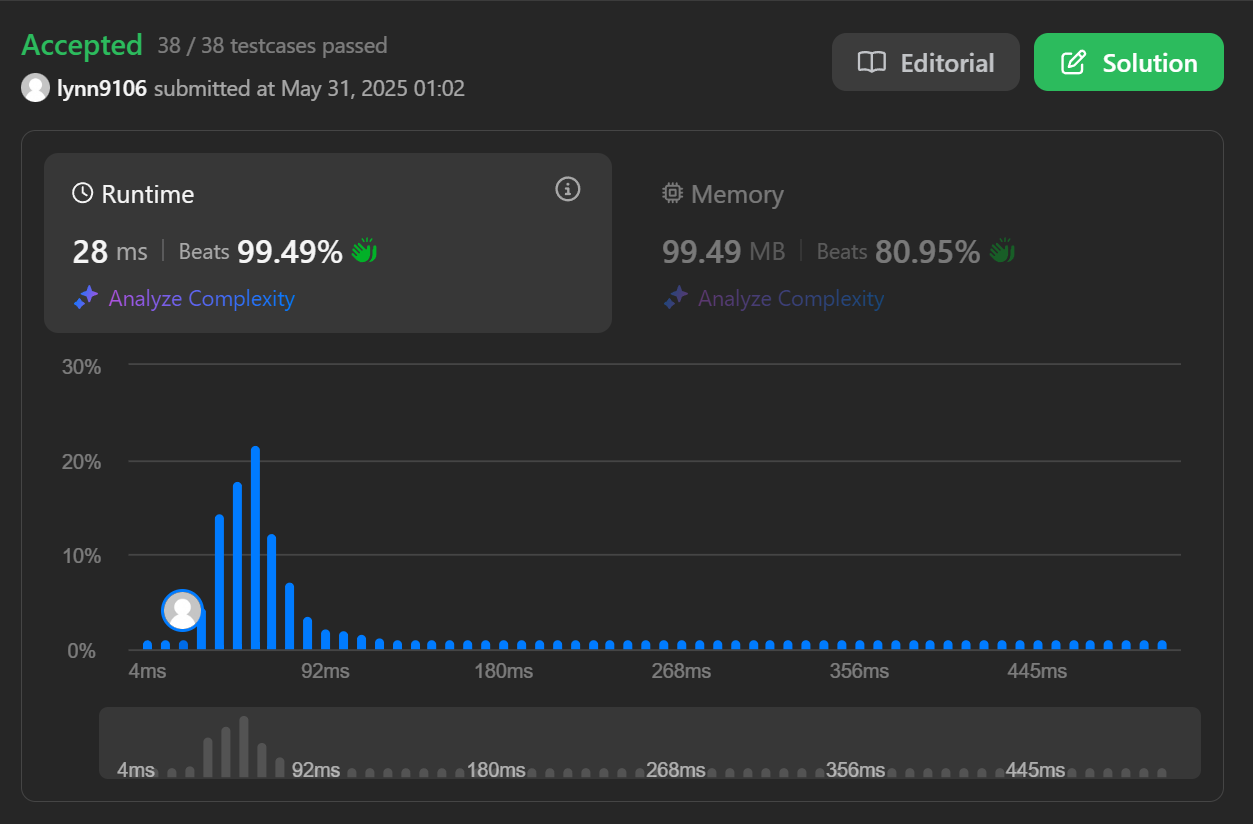 Accepted 38 / 38 testcases passed
lynn9106 submitted at May 31, 2025 01:02
Editorial
Solution
Runtime
28 ms Beats 99.49%
Analyze Complexity
Memory
99.49 MB Beats 80.95%
Analyze Complexity
30%
20%
10%
0%
4ms 92ms 180ms 268ms 356ms 445ms
4ms 92ms 180ms 268ms 356ms 445ms